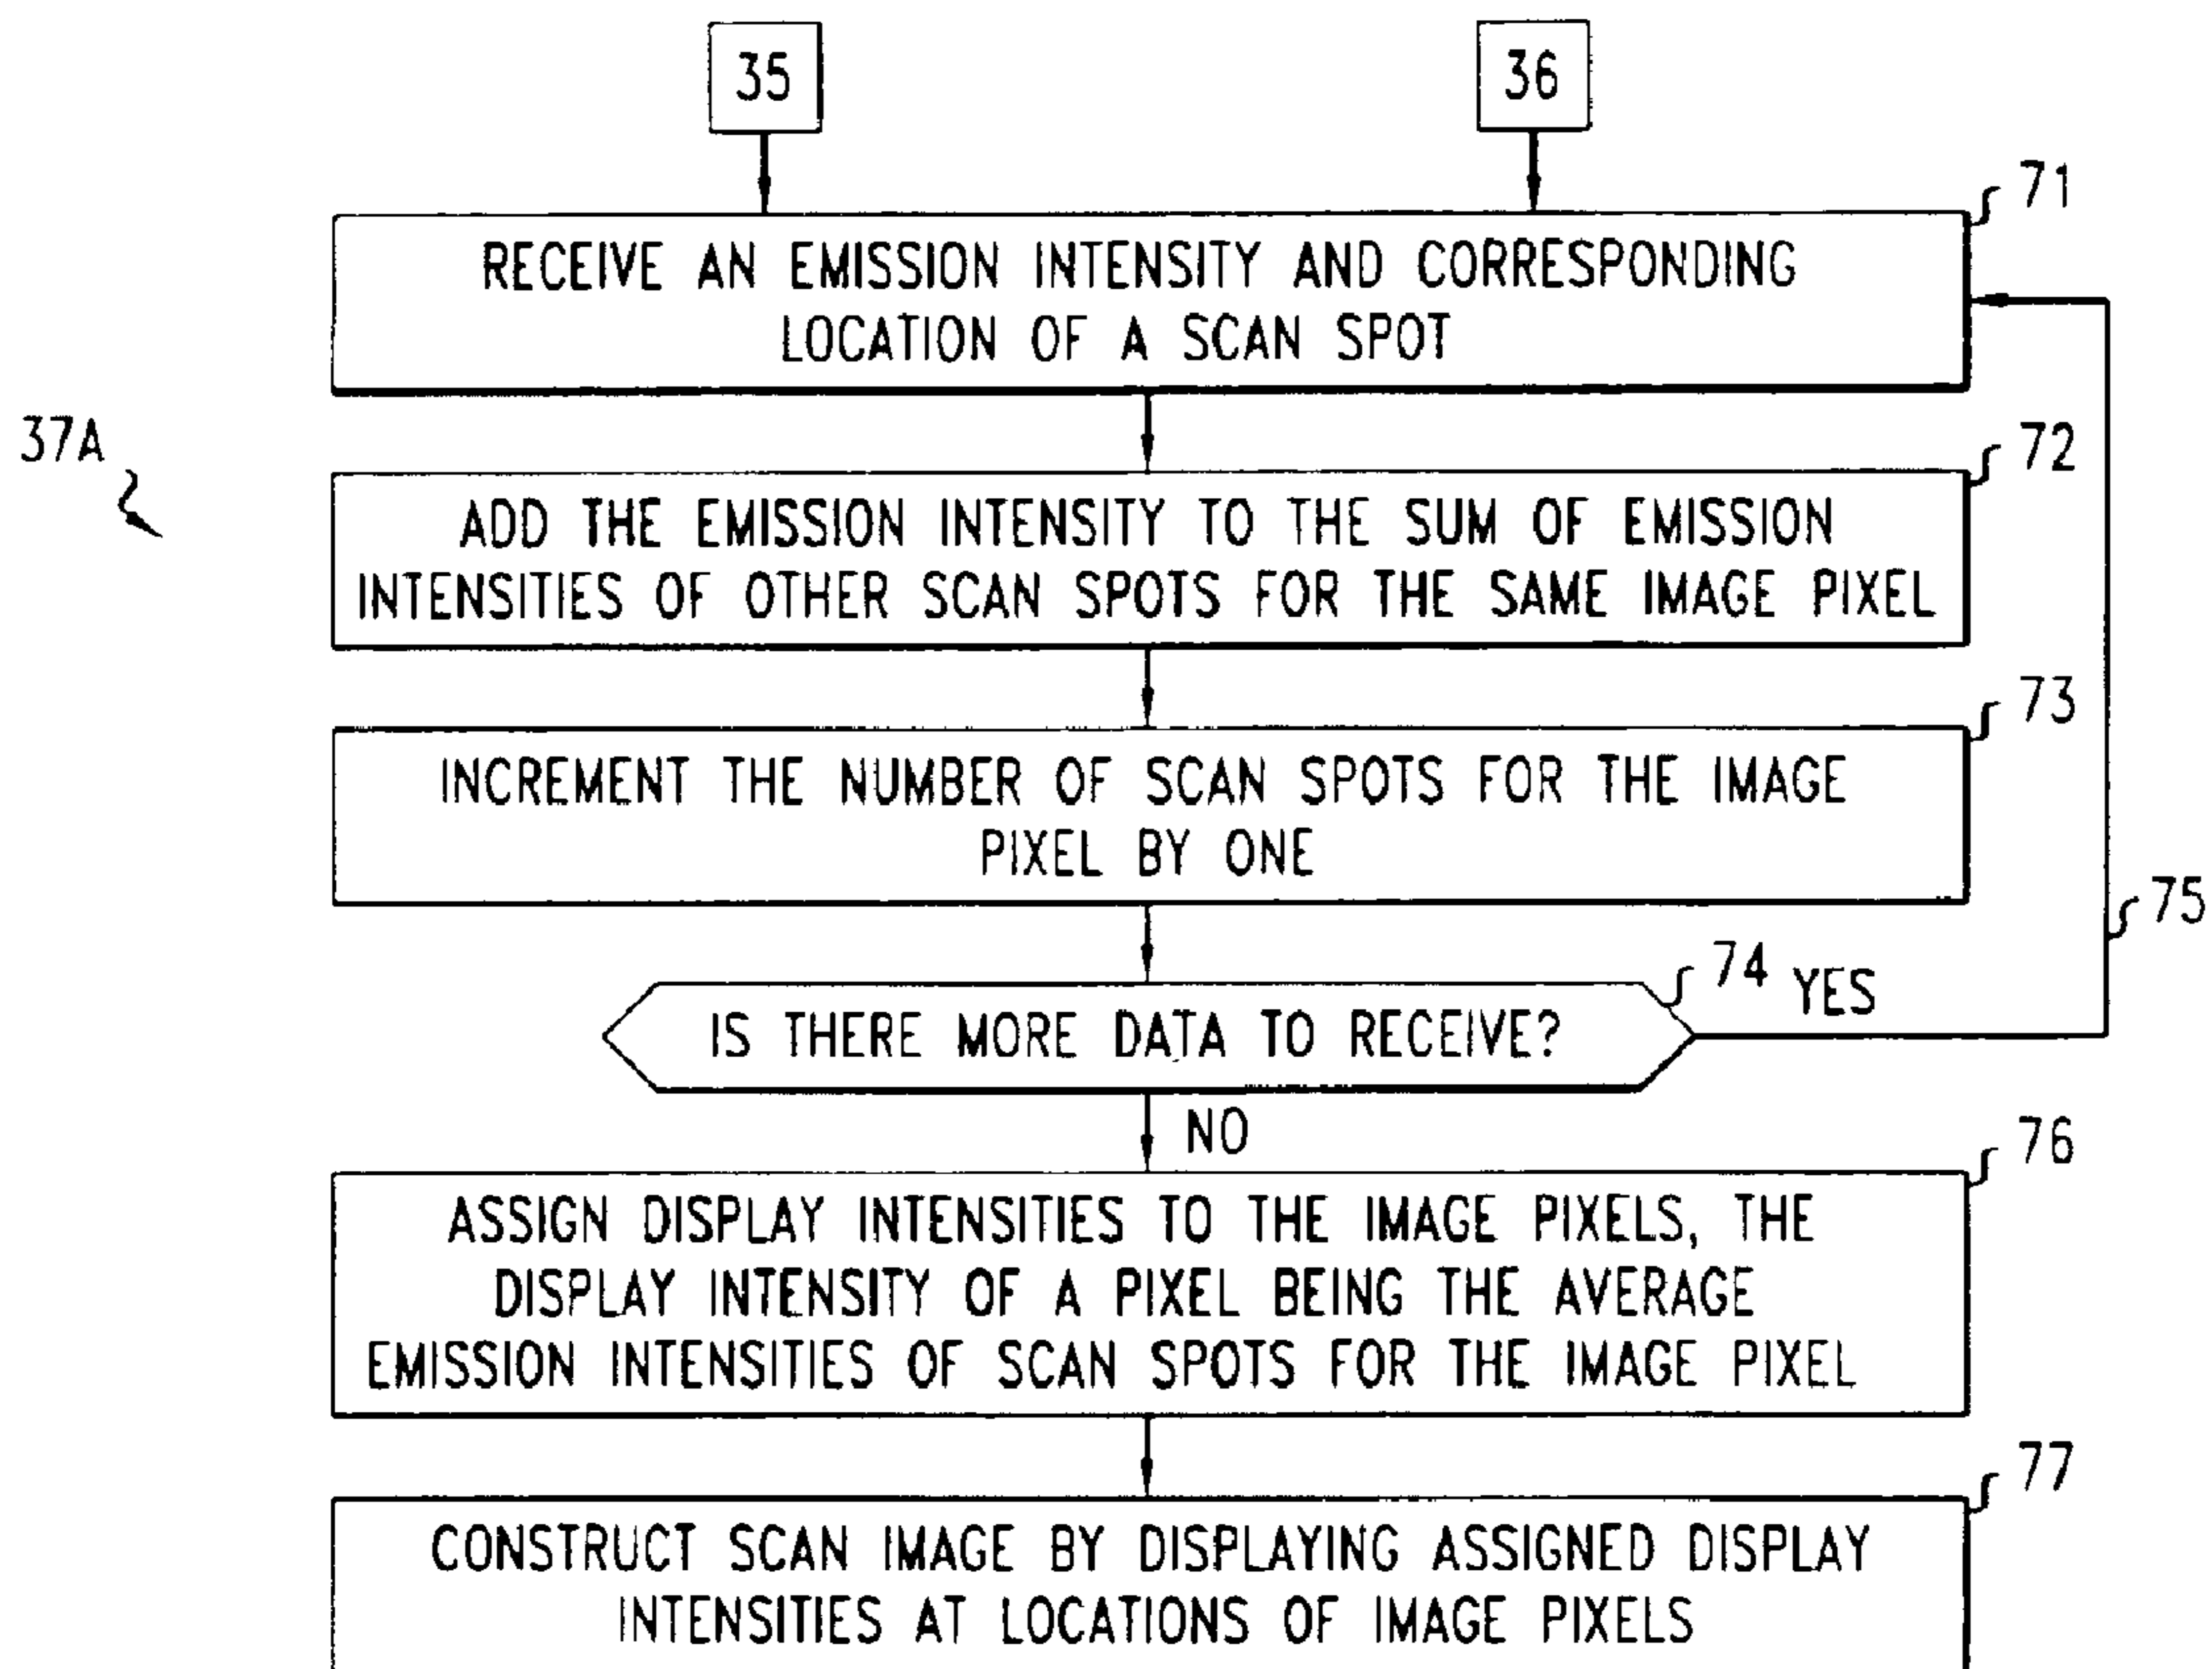 35
36
71
RECEIVE AN EMISSION INTENSITY AND CORRESPONDING
LOCATION OF A SCAN SPOT
37A
72
ADD THE EMISSION INTENSITY TO THE SUM OF EMISSION
INTENSITIES OF OTHER SCAN SPOTS FOR THE SAME IMAGE PIXEL
73
INCREMENT THE NUMBER OF SCAN SPOTS FOR THE IMAGE
PIXEL BY ONE
75
74 YES
IS THERE MORE DATA TO RECEIVE?
NO
76
ASSIGN DISPLAY INTENSITIES TO THE IMAGE PIXELS, THE
DISPLAY INTENSITY OF A PIXEL BEING THE AVERAGE
EMISSION INTENSITIES OF SCAN SPOTS FOR THE IMAGE PIXEL
77
CONSTRUCT SCAN IMAGE BY DISPLAYING ASSIGNED DISPLAY
INTENSITIES AT LOCATIONS OF IMAGE PIXELS